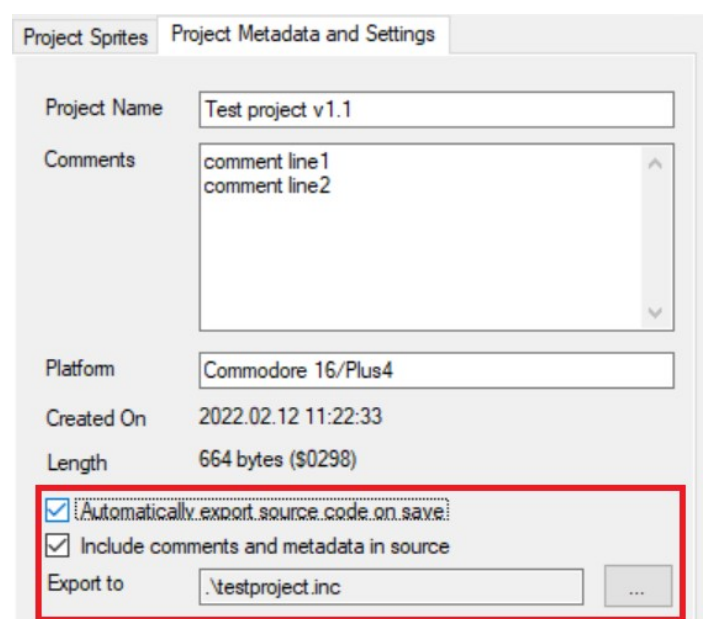 Project Sprites Project Metadata and Settings
Project Name Test project v1.1
Comments comment line1
comment line2
Platform Commodore 16/Plus4
Created On 2022.02.12 11:22:33
Length 664 bytes ($0298)
Automatically export source code on save
Include comments and metadata in source
Export to .\testproject.inc ...